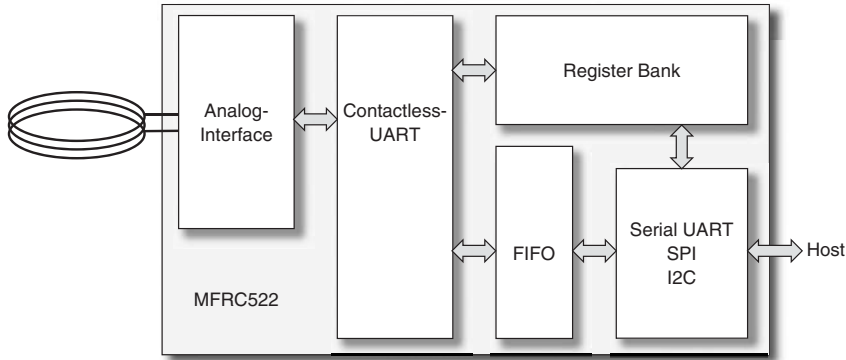 Analog-
Interface
Contactless-
UART
Register Bank
FIFO
Serial UART
SPI
I2C
Host
MFRC522